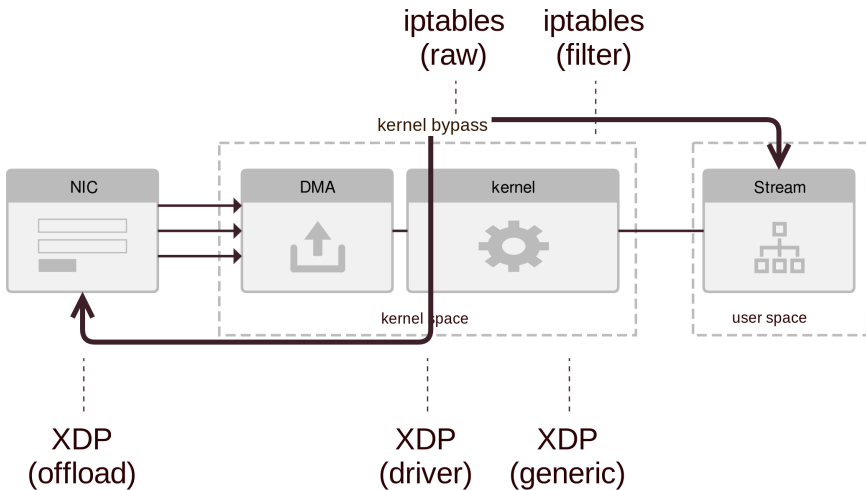 iptables
(raw)
iptables
(filter)
kernel bypass
NIC
DMA
kernel
Stream
kernel space
user space
XDP
(offload)
XDP
(driver)
XDP
(generic)